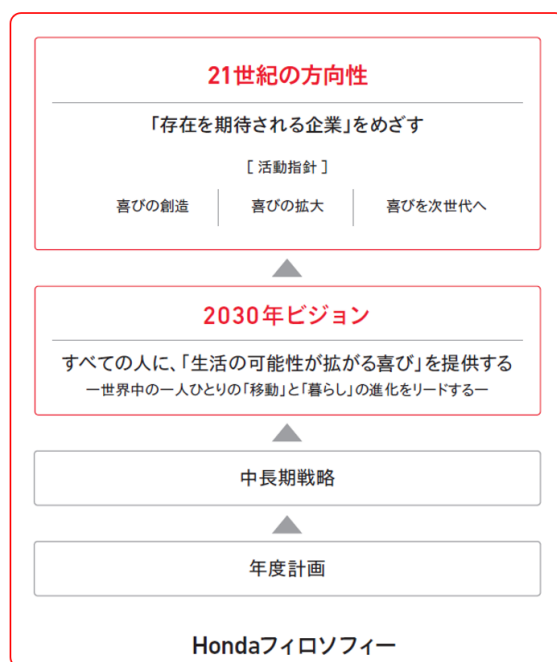 21世紀の方向性
「存在を期待される企業」をめざす
［ 活動指針 ］
喜びの創造
喜びの拡大
喜びを次世代へ
2030年ビジョン
すべての人に、「生活の可能性が拡がる喜び」を提供する
ー世界中の一人ひとりの「移動」と「暮らし」の進化をリードするー
中長期戦略
年度計画
Hondaフィロソフィー